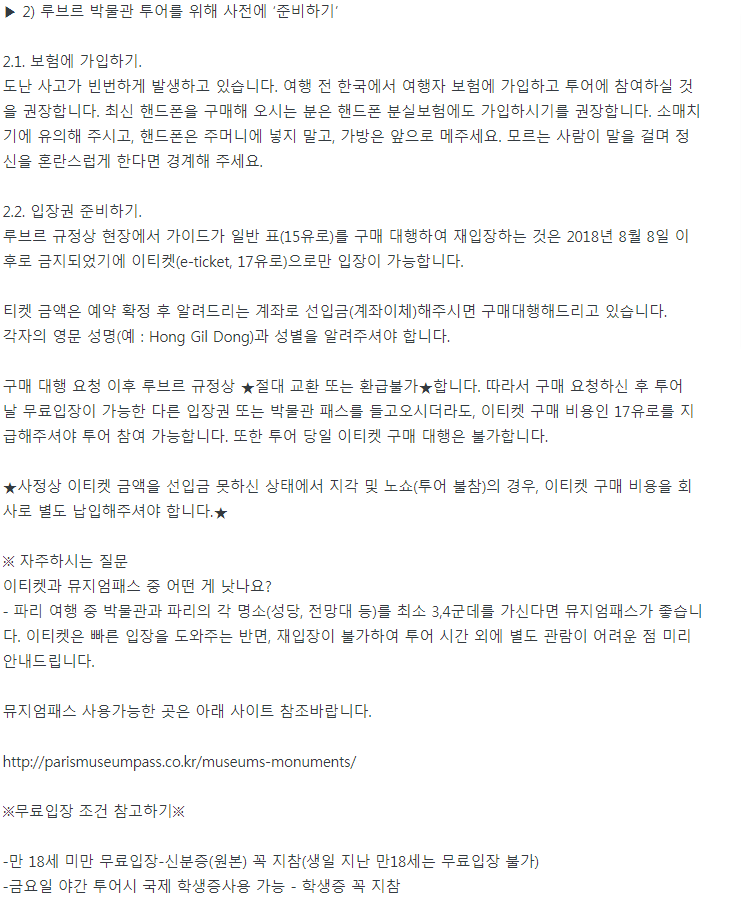 ▶ 2) 루브르 박물관 투어를 위해 사전에 '준비하기'
2.1. 보험에 가입하기.
도난 사고가 빈번하게 발생하고 있습니다. 여행 전 한국에서 여행자 보험에 가입하고 투어에 참여하실 것
을 권장합니다. 최신 핸드폰을 구매해 오시는 분은 핸드폰 분실보험에도 가입하시기를 권장합니다. 소매치
기에 유의해 주시고, 핸드폰은 주머니에 넣지 말고, 가방은 앞으로 메주세요. 모르는 사람이 말을 걸며 정
신을 혼란스럽게 한다면 경계해 주세요.
2.2. 입장권 준비하기.
루브르 규정상 현장에서 가이드가 일반 표(15유로)를 구매 대행하여 재입장하는 것은 2018년 8월 8일 이
후로 금지되었기에 이티켓(e-ticket, 17유로)으로만 입장이 가능합니다.
티켓 금액은 예약 확정 후 알려드리는 계좌로 선입금(계좌이체)해주시면 구매대행해드리고 있습니다.
각자의 영문 성명(예 : Hong Gil Dong)과 성별을 알려주셔야 합니다.
구매 대행 요청 이후 루브르 규정상 ★절대 교환 또는 환급불가★합니다. 따라서 구매 요청하신 후 투어
날 무료입장이 가능한 다른 입장권 또는 박물관 패스를 들고오시더라도, 이티켓 구매 비용인 17유로를 지
급해주셔야 투어 참여 가능합니다. 또한 투어 당일 이티켓 구매 대행은 불가합니다.
★사정상 이티켓 금액을 선입금 못하신 상태에서 지각 및 노쇼(투어 불참)의 경우, 이티켓 구매 비용을 회
사로 별도 납입해주셔야 합니다.★
※ 자주하시는 질문
이티켓과 뮤지엄패스 중 어떤 게 낫나요?
- 파리 여행 중 박물관과 파리의 각 명소(성당, 전망대 등)를 최소 3,4군데를 가신다면 뮤지엄패스가 좋습니
다. 이티켓은 빠른 입장을 도와주는 반면, 재입장이 불가하여 투어 시간 외에 별도 관람이 어려운 점 미리
안내드립니다.
뮤지엄패스 사용가능한 곳은 아래 사이트 참조바랍니다.
http://parismuseumpass.co.kr/museums-monuments/
※무료입장 조건 참고하기※
-만 18세 미만 무료입장-신분증(원본) 꼭 지참(생일 지난 만18세는 무료입장 불가)
-금요일 야간 투어시 국제 학생증사용 가능 - 학생증 꼭 지참